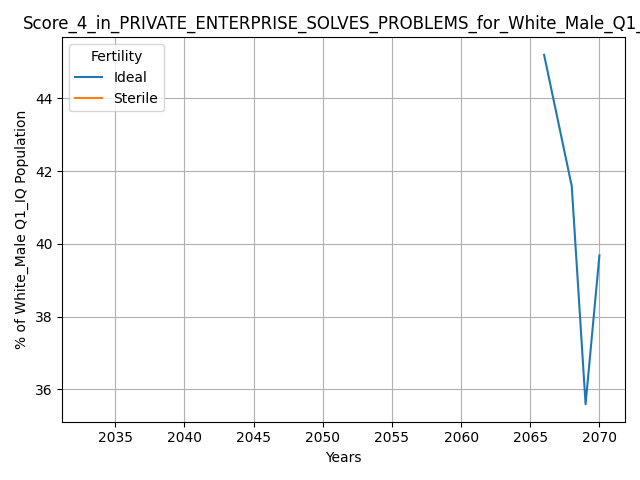 Score_4_in_PRIVATE_ENTERPRISE_SOLVES_PROBLEMS_for_White_Male_Q1_
Fertility
Ideal
Sterile
% of White_Male Q1_IQ Population
44
42
40
38
36
2035 2040 2045 2050 2055 2060 2065 2070
Years